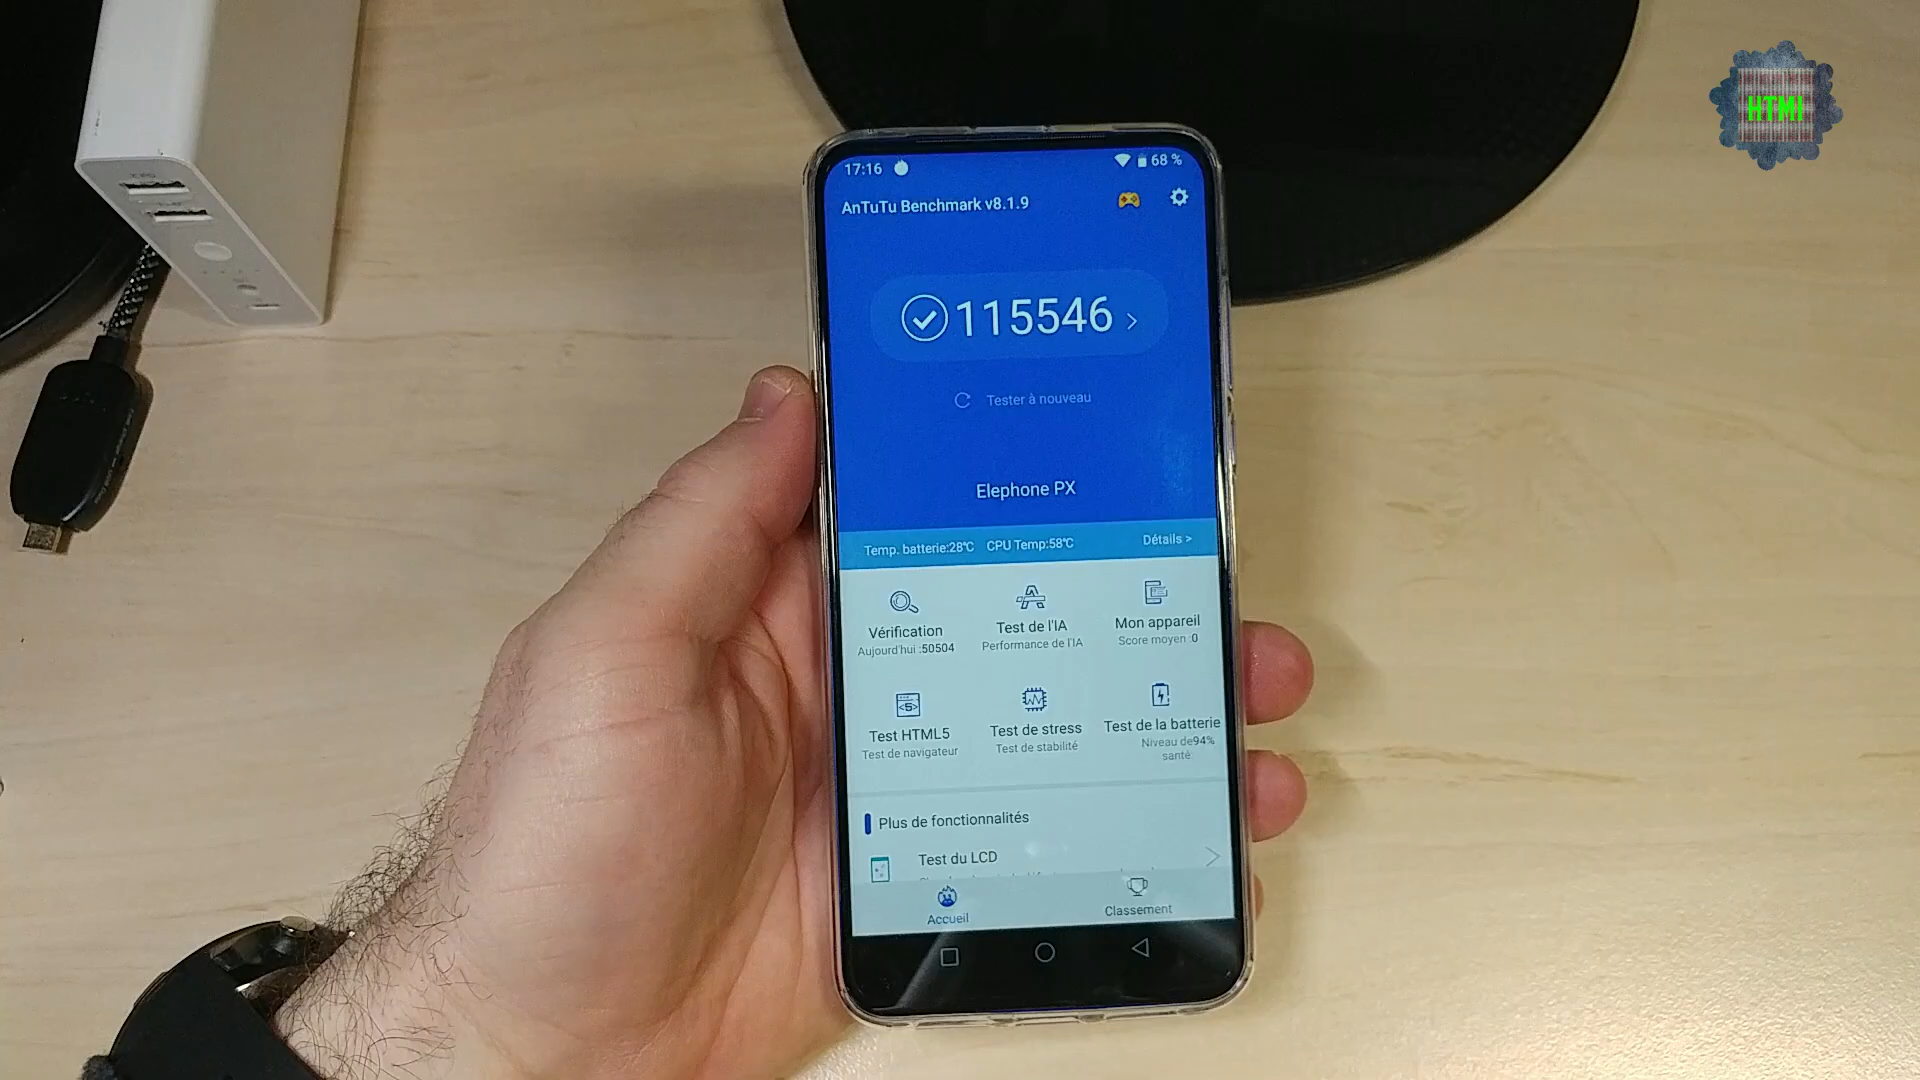 HTMI
17:16
68 %
AnTuTu Benchmark v8.1.9
115546
Tester à nouveau
Elephone PX
Temp. batterie:28℃ CPU Temp:58℃ Détails >
Vérification
Aujourd'hui :50504
Test de l'IA
Performance de l'IA
Mon appareil
Score moyen :0
Test HTML5
Test de navigateur
Test de stress
Test de stabilité
Test de la batterie
Niveau de94%
santé
Plus de fonctionnalités
Test du LCD
Accueil
Classement